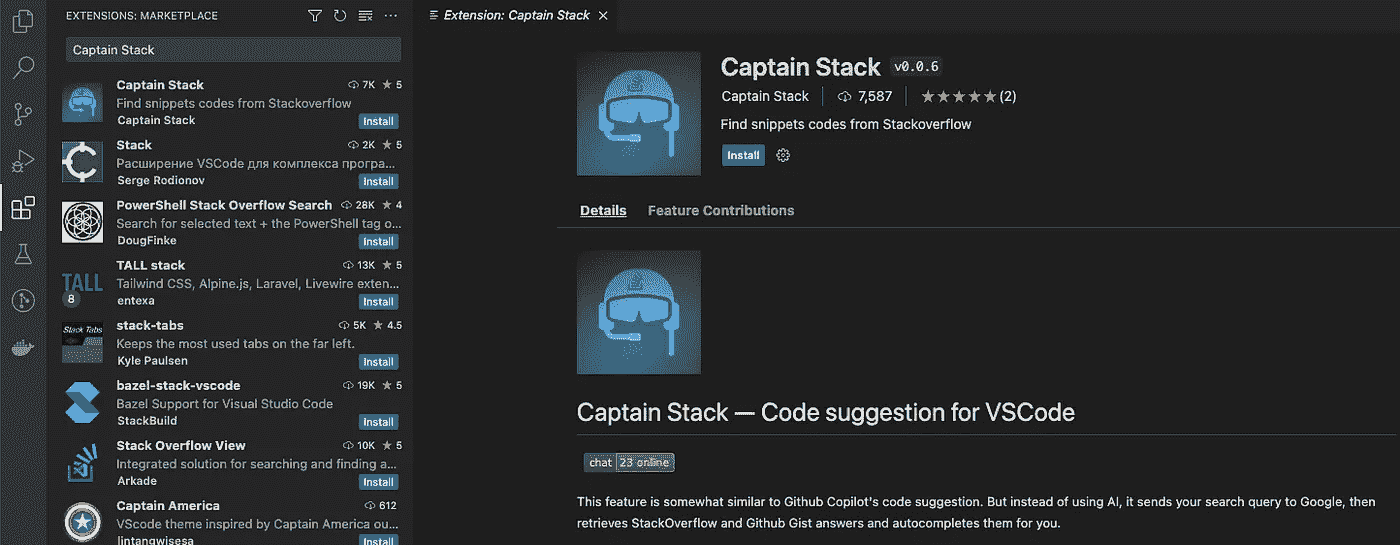 EXTENSIONS: MARKETPLACE
Captain Stack
Captain Stack 7K ★ 5
Find snippets codes from Stackoverflow
Captain Stack
Install
Stack 2K ★ 5
Расширение VSCode для комплекса програ...
Serge Rodionov
Install
PowerShell Stack Overflow Search 28K ★ 4
Search for selected text + the PowerShell tag o...
DougFinke
Install
TALL
8
TALL stack 13K ★ 5
Tailwind CSS, Alpine.js, Laravel, Livewire exten...
entexa
Install
Stack Tabs
stack-tabs 5K ★ 4.5
Keeps the most used tabs on the far left.
Kyle Paulsen
Install
bazel-stack-vscode 19K ★ 5
Bazel Support for Visual Studio Code
StackBuild
Install
Stack Overflow View 10K ★ 5
Integrated solution for searching and finding a...
Arkade
Install
Captain America 612
VScode theme inspired by Captain America ou...
lintangwisesa
Install
Extension: Captain Stack
Captain Stack v0.0.6
Captain Stack 7,587 ★★★★★(2)
Find snippets codes from Stackoverflow
Install
Details Feature Contributions
Captain Stack — Code suggestion for VSCode
chat 23 online
This feature is somewhat similar to Github Copilot's code suggestion. But instead of using AI, it sends your search query to Google, then
retrieves StackOverflow and Github Gist answers and autocompletes them for you.